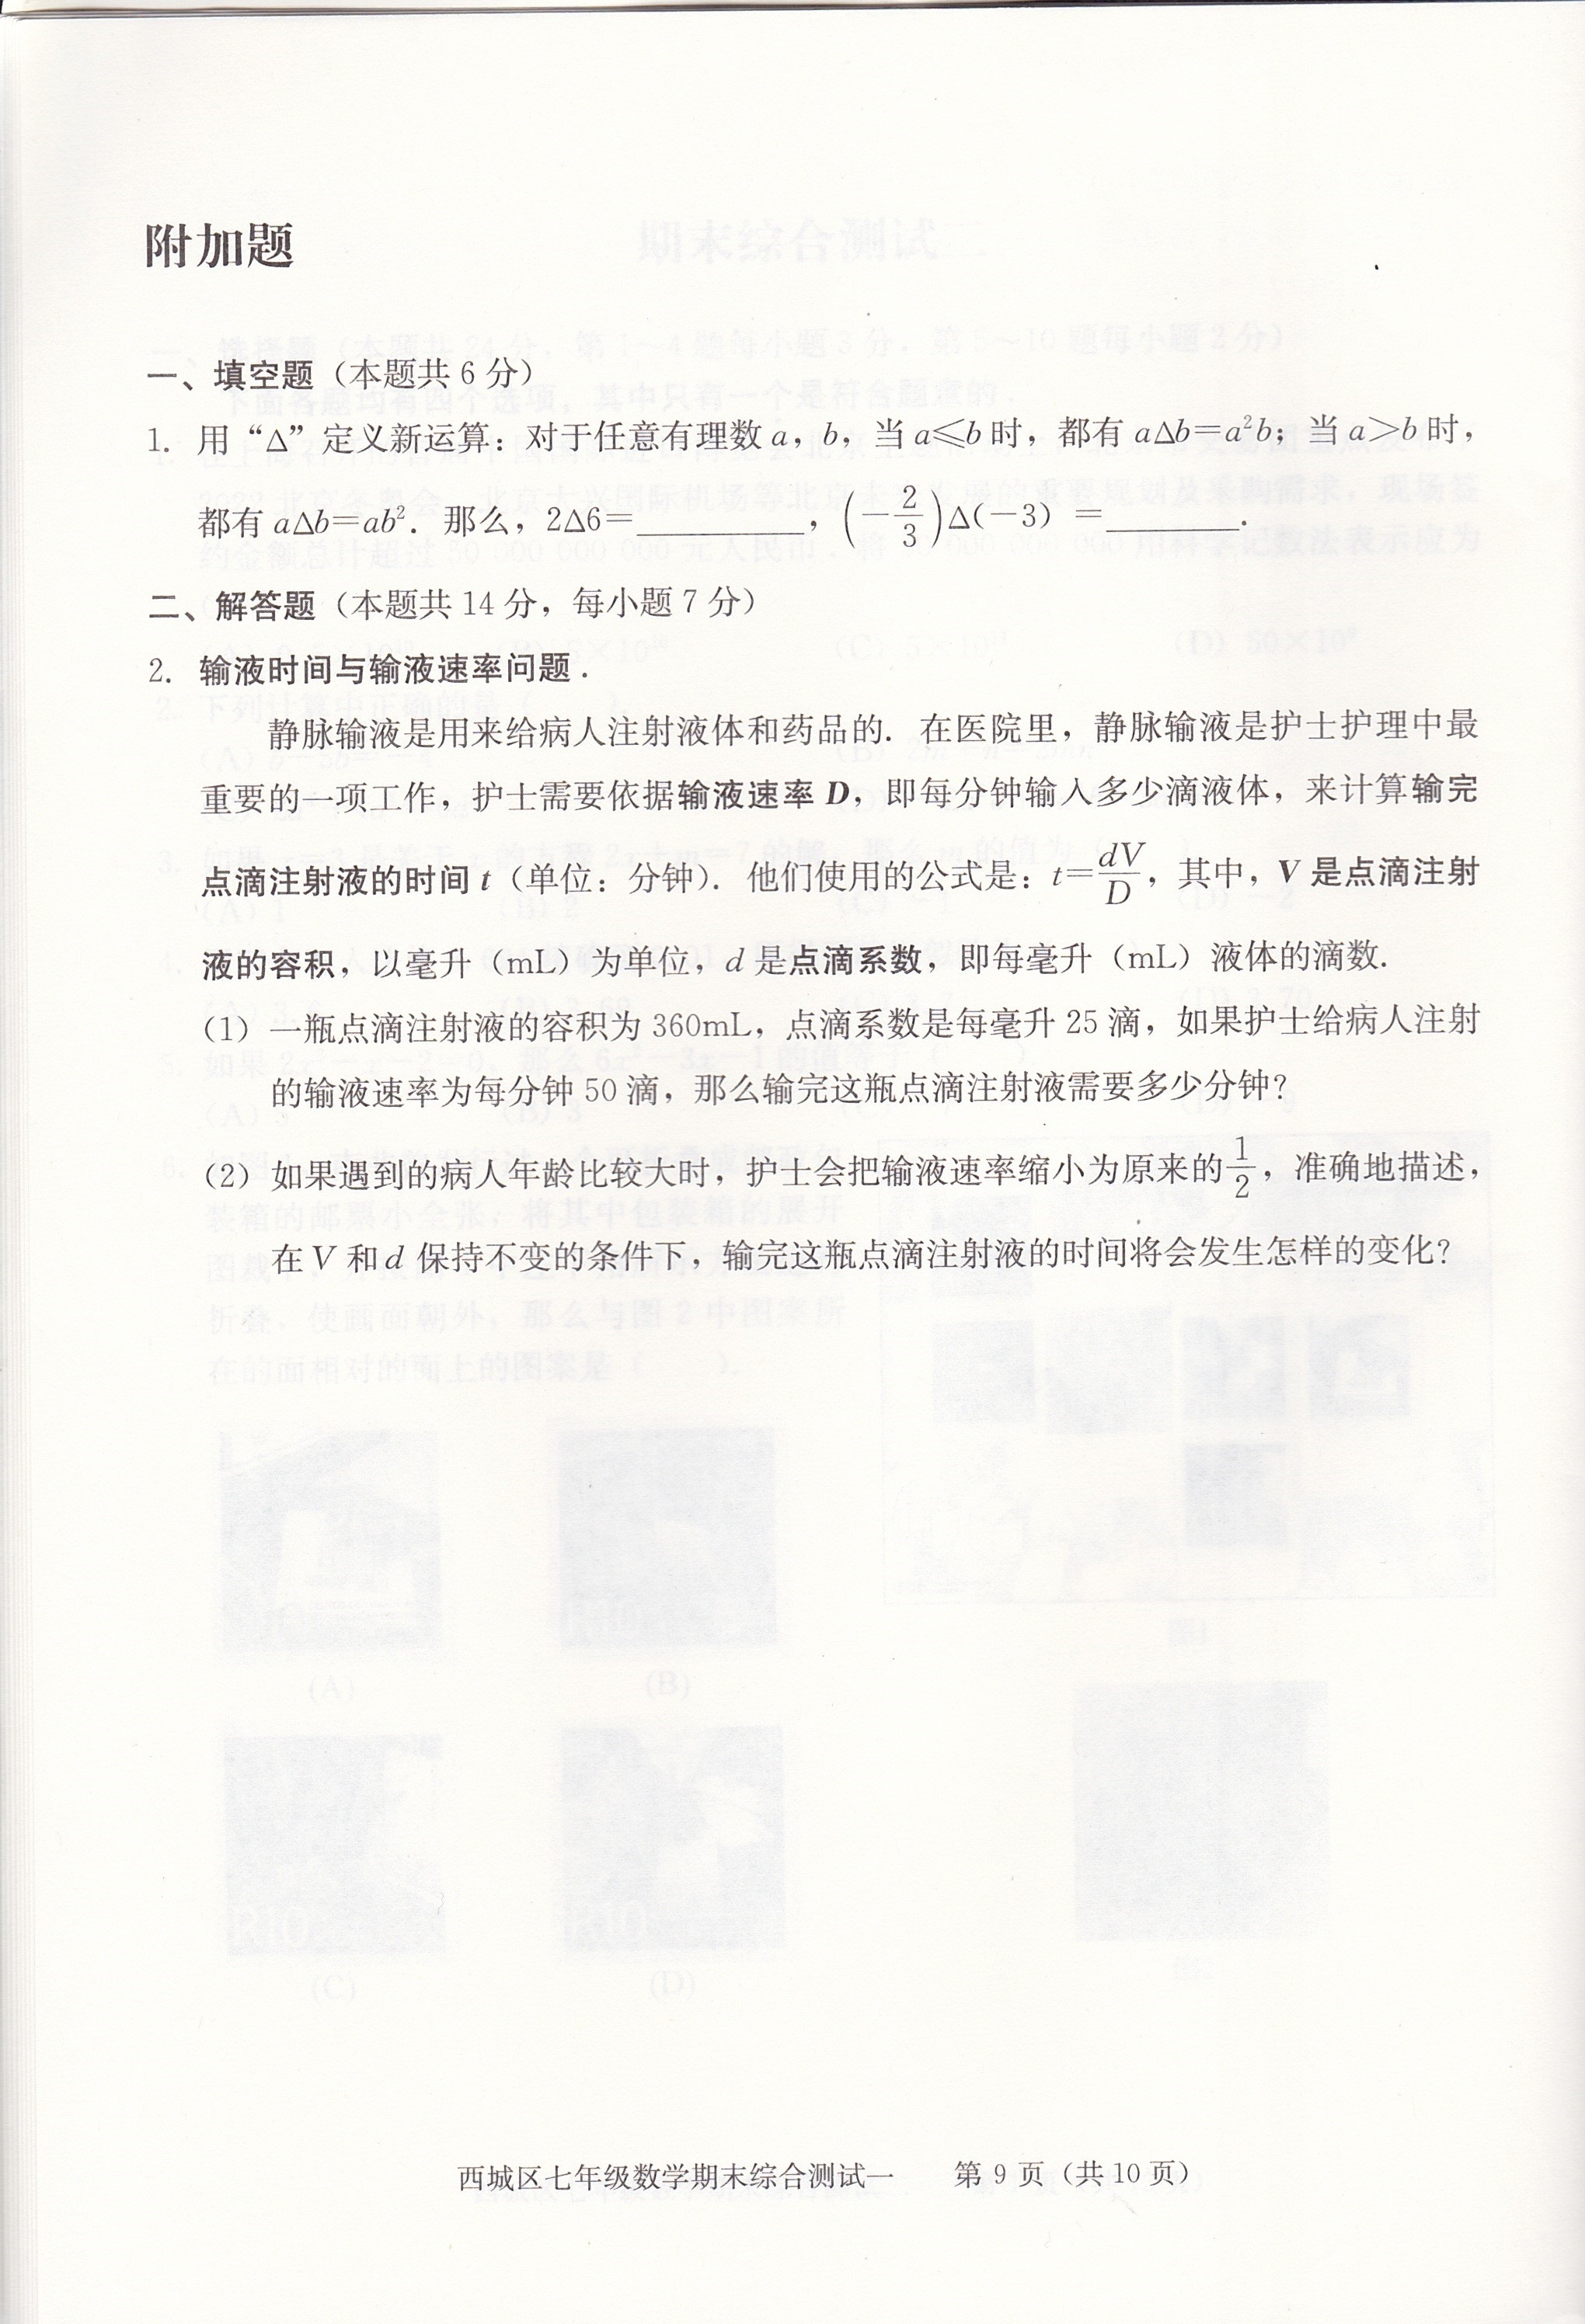 附加题
一、填空题（本题共 6 分）
1. 用“△”定义新运算：对于任意有理数 a，b，当 a≤b 时，都有 a△b=a²b；当 a>b 时，
都有 a△b=ab²．那么，2△6=__________，(-2/3)△(-3) =________．
二、解答题（本题共 14 分，每小题 7 分）
2. 输液时间与输液速率问题．
静脉输液是用来给病人注射液体和药品的．在医院里，静脉输液是护士护理中最
重要的一项工作，护士需要依据输液速率 D，即每分钟输入多少滴液体，来计算输完
点滴注射液的时间 t（单位：分钟）．他们使用的公式是：t=dV/D，其中，V 是点滴注射
液的容积，以毫升（mL）为单位，d 是点滴系数，即每毫升（mL）液体的滴数．
（1）一瓶点滴注射液的容积为 360mL，点滴系数是每毫升 25 滴，如果护士给病人注射
的输液速率为每分钟 50 滴，那么输完这瓶点滴注射液需要多少分钟？
（2）如果遇到的病人年龄比较大时，护士会把输液速率缩小为原来的1/2，准确地描述，
在 V 和 d 保持不变的条件下，输完这瓶点滴注射液的时间将会发生怎样的变化？
西城区七年级数学期末综合测试一 第 9 页（共 10 页）